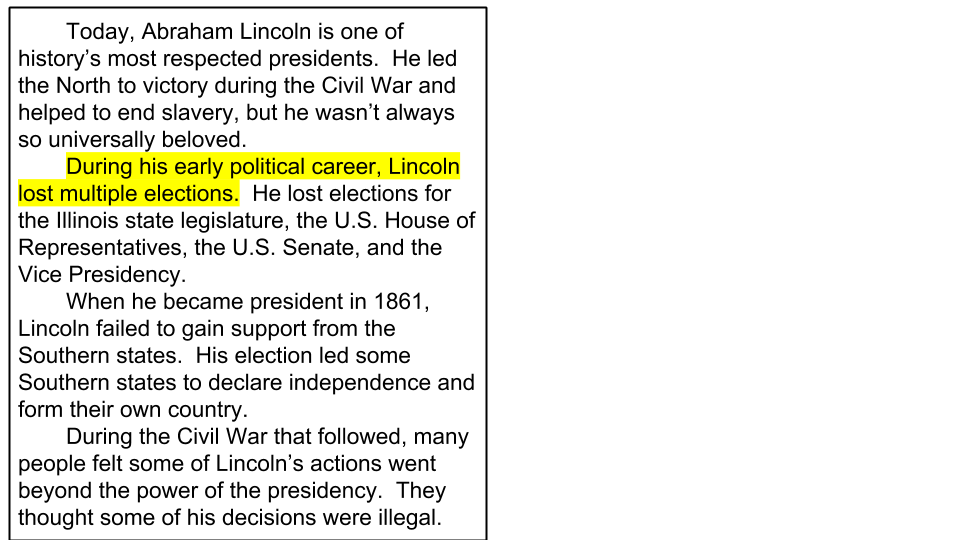 Today, Abraham Lincoln is one of
history’s most respected presidents.  He led
the North to victory during the Civil War and
helped to end slavery, but he wasn’t always
so universally beloved.
During his early political career, Lincoln
lost multiple elections.  He lost elections for
the Illinois state legislature, the U.S. House of
Representatives, the U.S. Senate, and the
Vice Presidency.
When he became president in 1861,
Lincoln failed to gain support from the
Southern states.  His election led some
Southern states to declare independence and
form their own country.
During the Civil War that followed, many
people felt some of Lincoln’s actions went
beyond the power of the presidency.  They
thought some of his decisions were illegal.